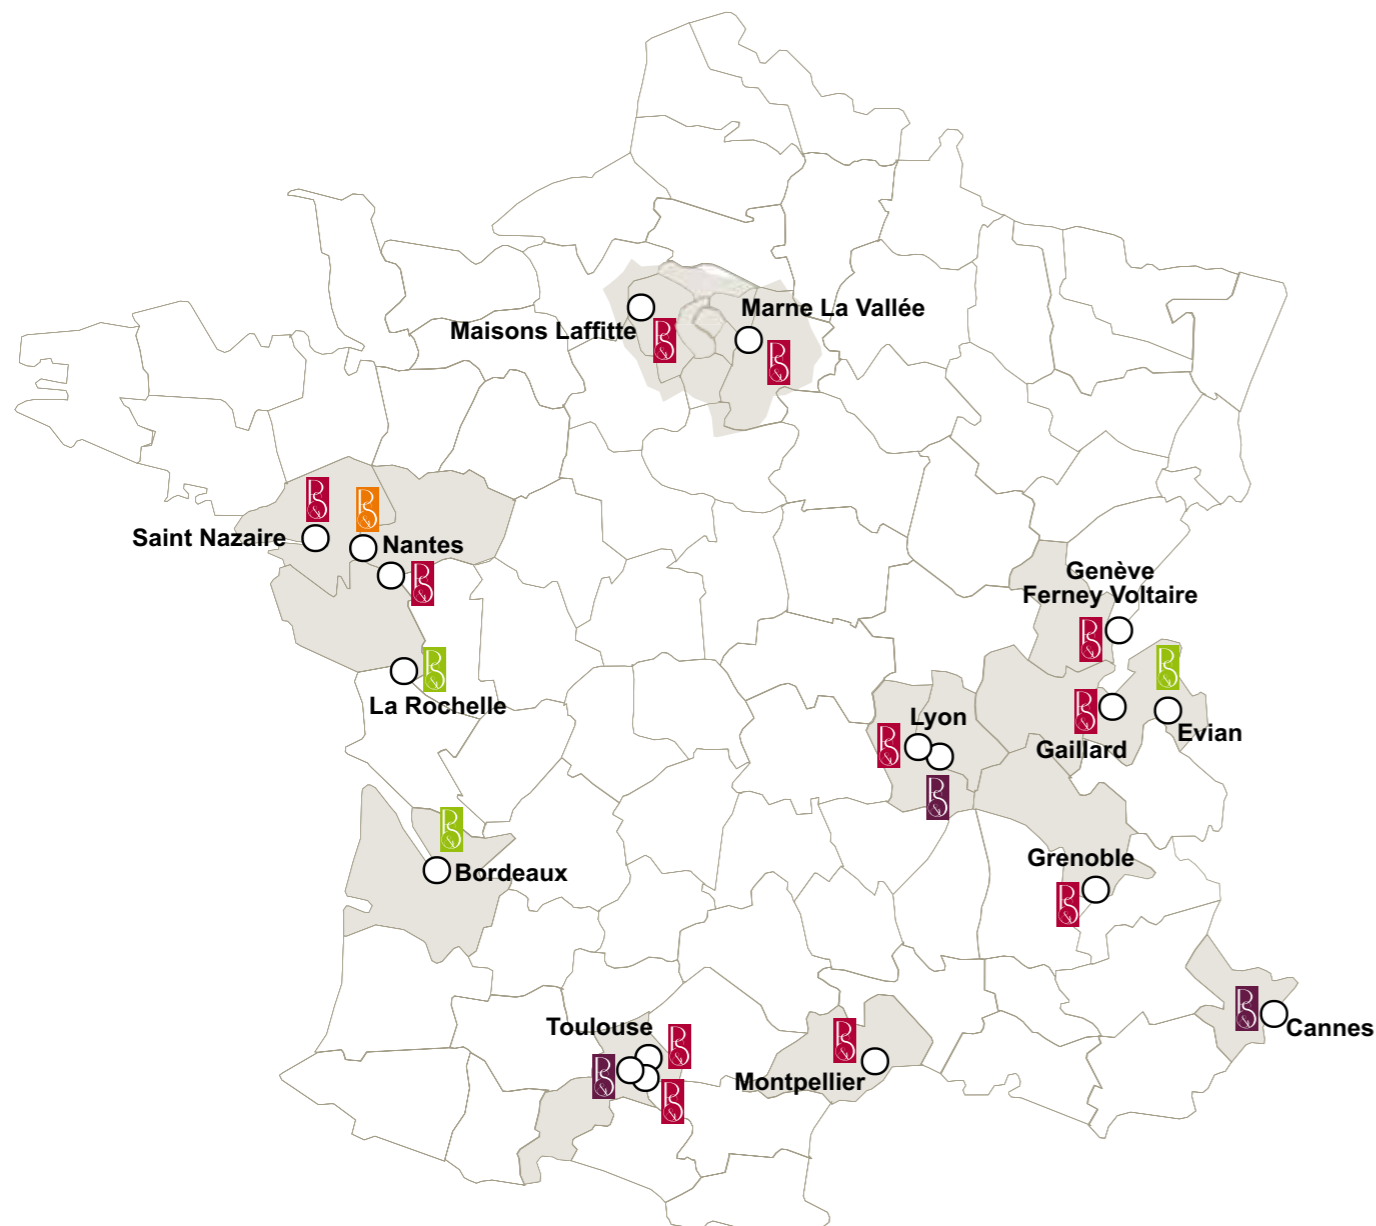 Marne La Vallée
Maisons Laffitte
Saint Nazaire
Nantes
Genève
Ferney Voltaire
La Rochelle
Lyon
Evian
Gaillard
Bordeaux
Grenoble
Toulouse
Cannes
Montpellier